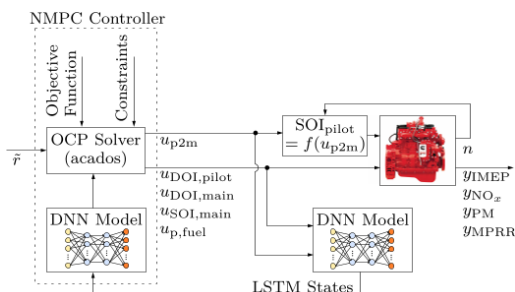 NMPC Controller
Objective
Function
Constraints
OCP Solver
(acados)
r̃
DNN Model
u_p2m
u_DOI,pilot
u_DOI,main
u_SOI,main
u_p,fuel
SOI_pilot
= f(u_p2m)
n
y_IMEP
y_NOx
y_PM
y_MPRR
DNN Model
LSTM States